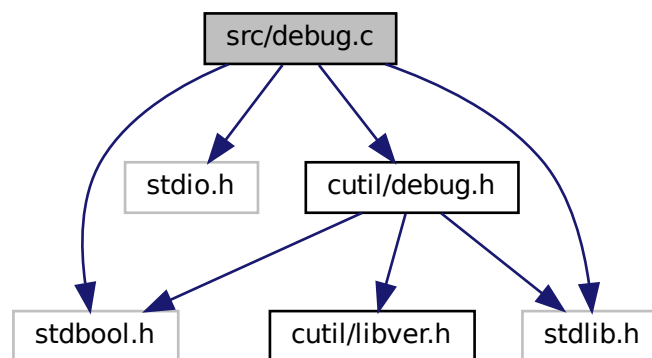 src/debug.c
stdio.h
cutil/debug.h
stdbool.h
cutil/libver.h
stdlib.h